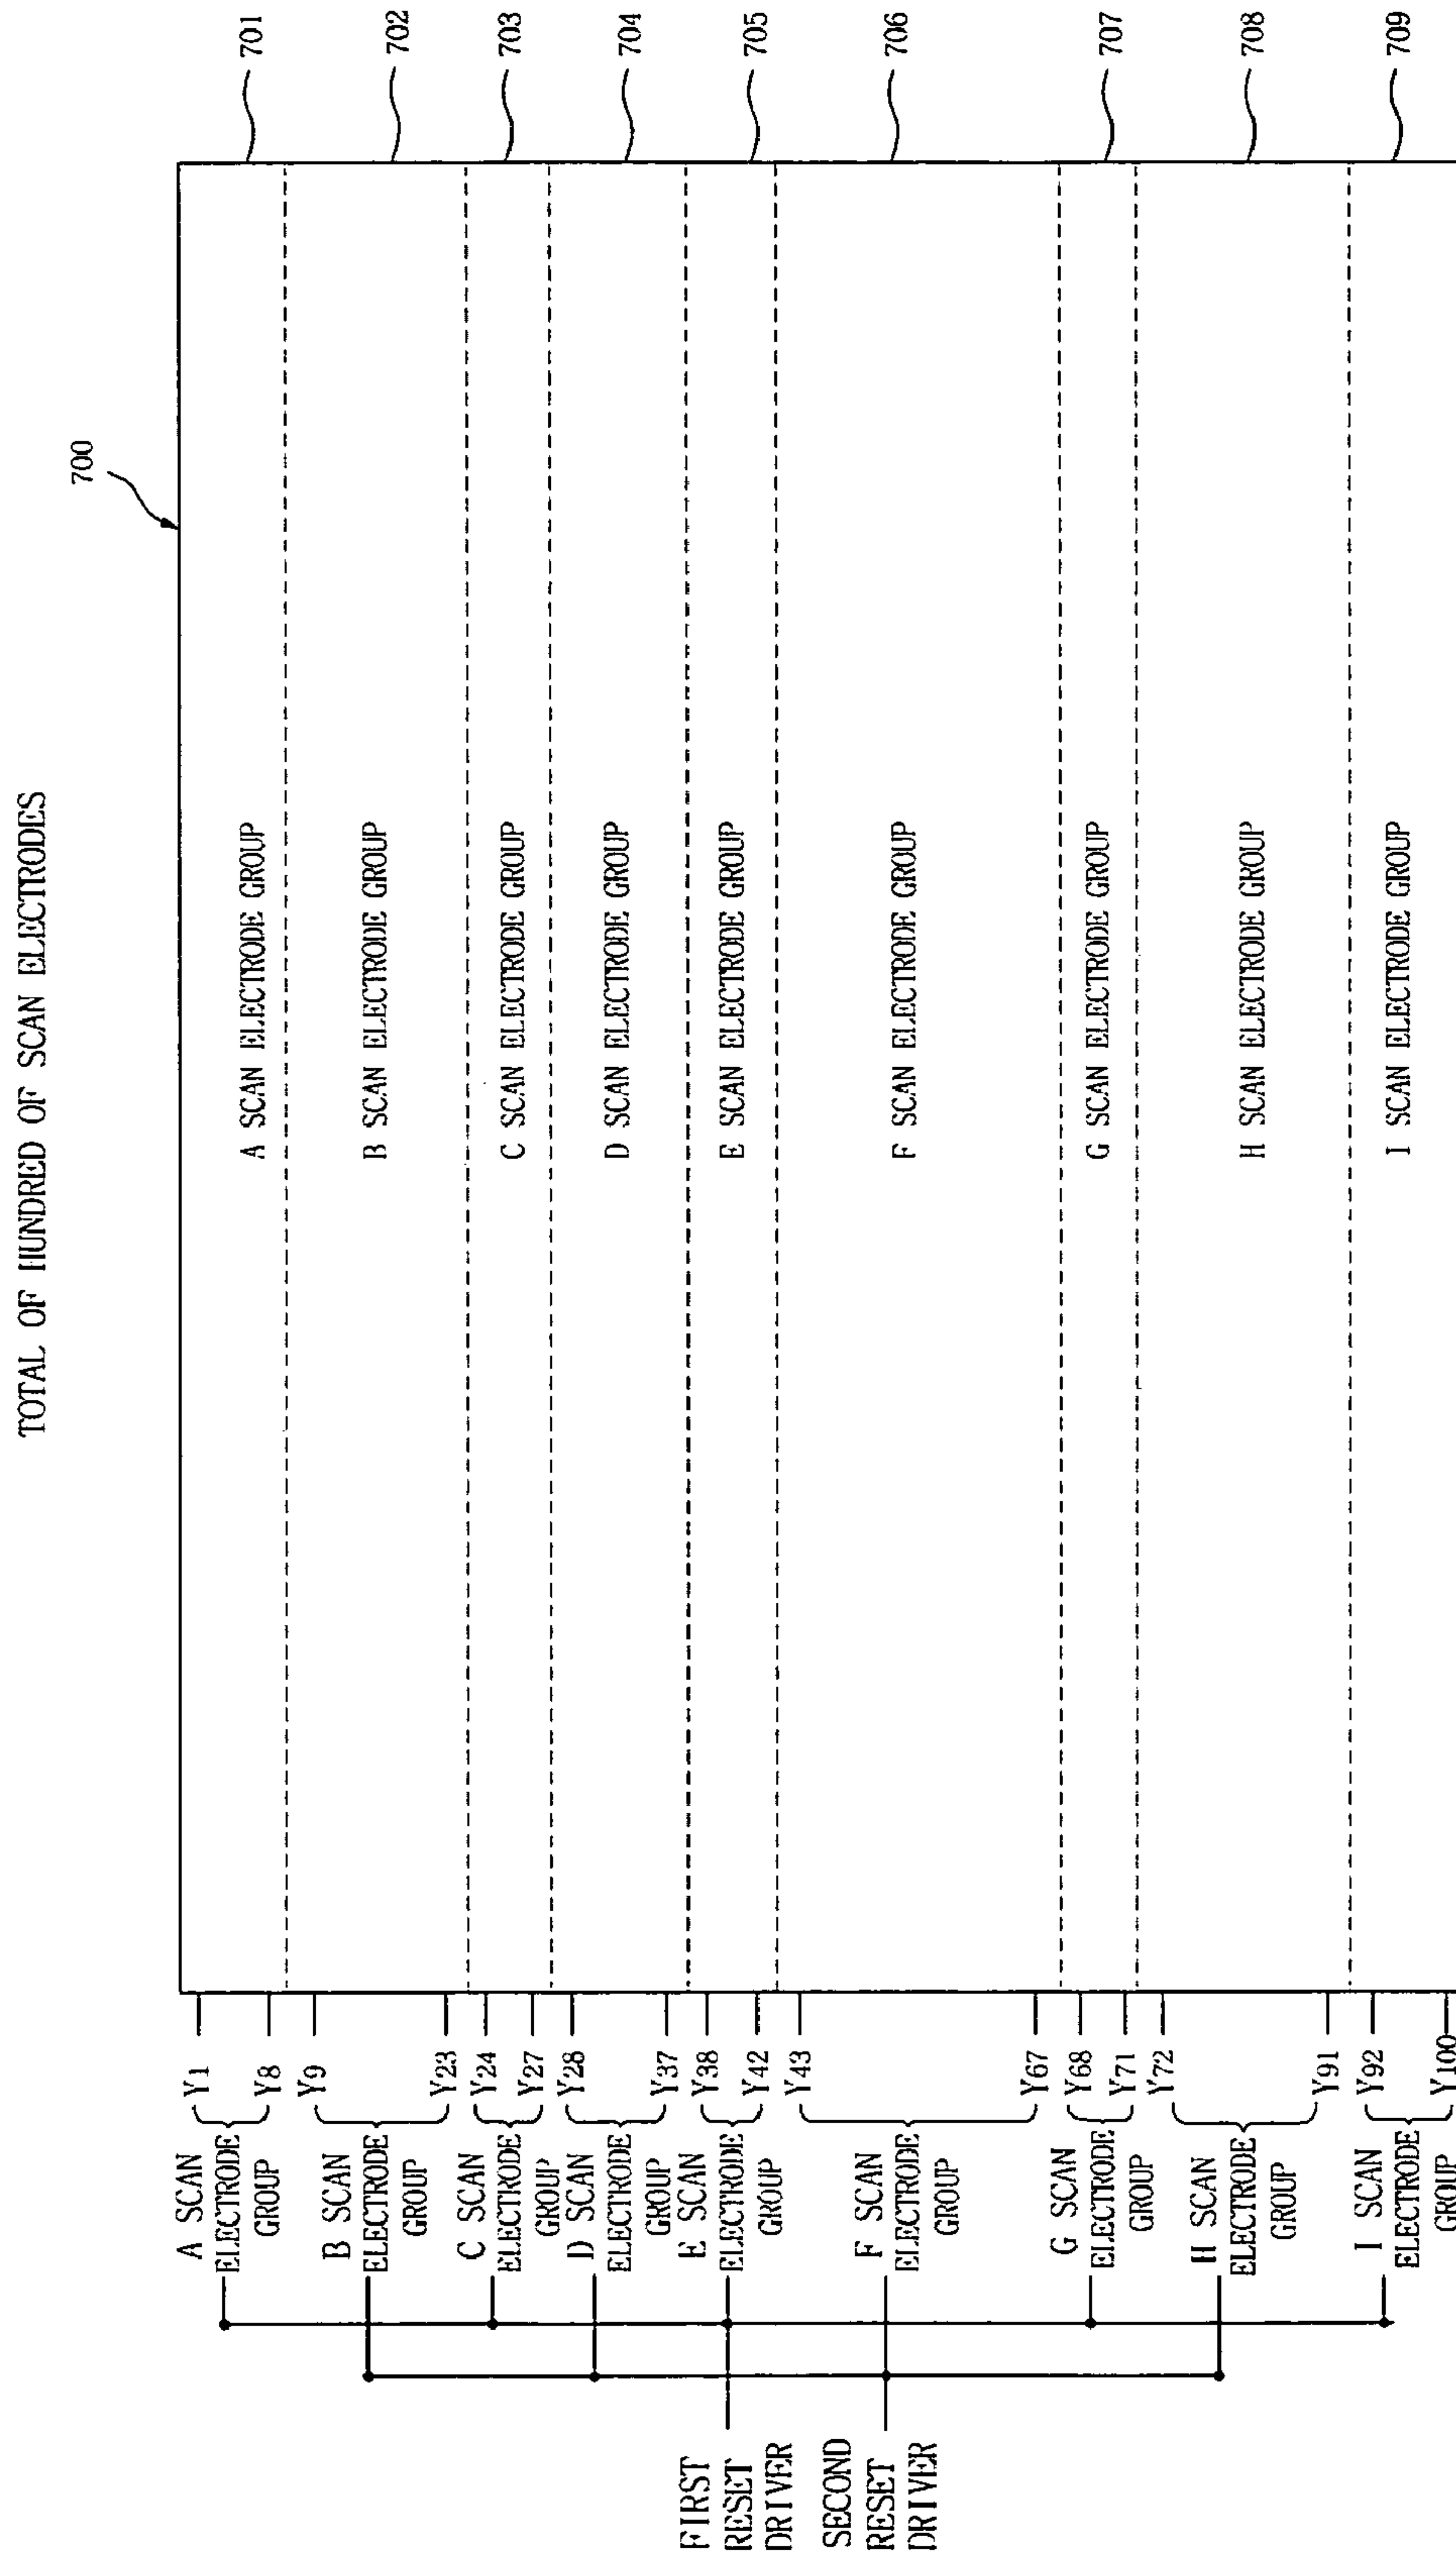 TOTAL OF HUNDRED OF SCAN ELECTRODES
700
A SCAN
ELECTRODE
GROUP
Y1
Y8
A SCAN ELECTRODE GROUP
701
B SCAN
ELECTRODE
GROUP
Y9
Y23
B SCAN ELECTRODE GROUP
702
C SCAN
ELECTRODE
GROUP
Y24
Y27
C SCAN ELECTRODE GROUP
703
D SCAN
ELECTRODE
GROUP
Y28
Y37
D SCAN ELECTRODE GROUP
704
E SCAN
ELECTRODE
GROUP
Y38
Y42
E SCAN ELECTRODE GROUP
705
FIRST
RESET
DRIVER
SECOND
RESET
DRIVER
F SCAN
ELECTRODE
GROUP
Y43
Y67
F SCAN ELECTRODE GROUP
706
G SCAN
ELECTRODE
GROUP
Y68
Y71
G SCAN ELECTRODE GROUP
707
H SCAN
ELECTRODE
GROUP
Y72
Y91
H SCAN ELECTRODE GROUP
708
I SCAN
ELECTRODE
GROUP
Y92
Y100
I SCAN ELECTRODE GROUP
709